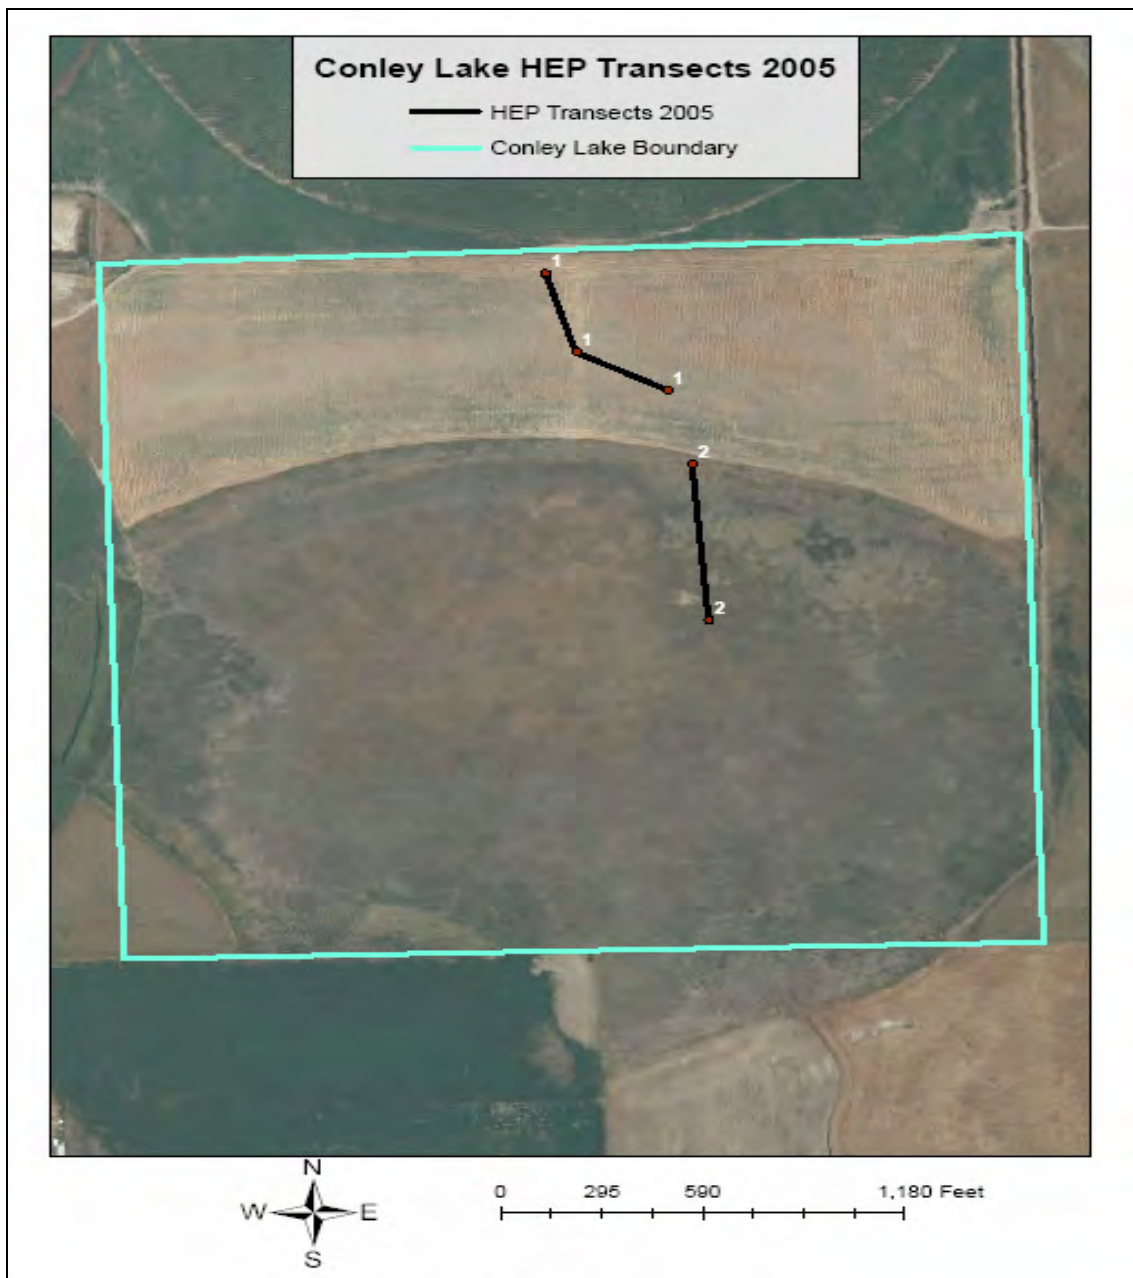 Conley Lake HEP Transects 2005
HEP Transects 2005
Conley Lake Boundary
1
1
1
2
2
N
W E
S
0 295 590 1,180 Feet